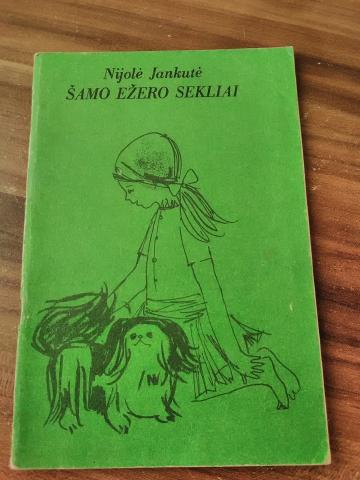 Nijolė Jankutė
ŠAMO EŽERO SEKLIAI